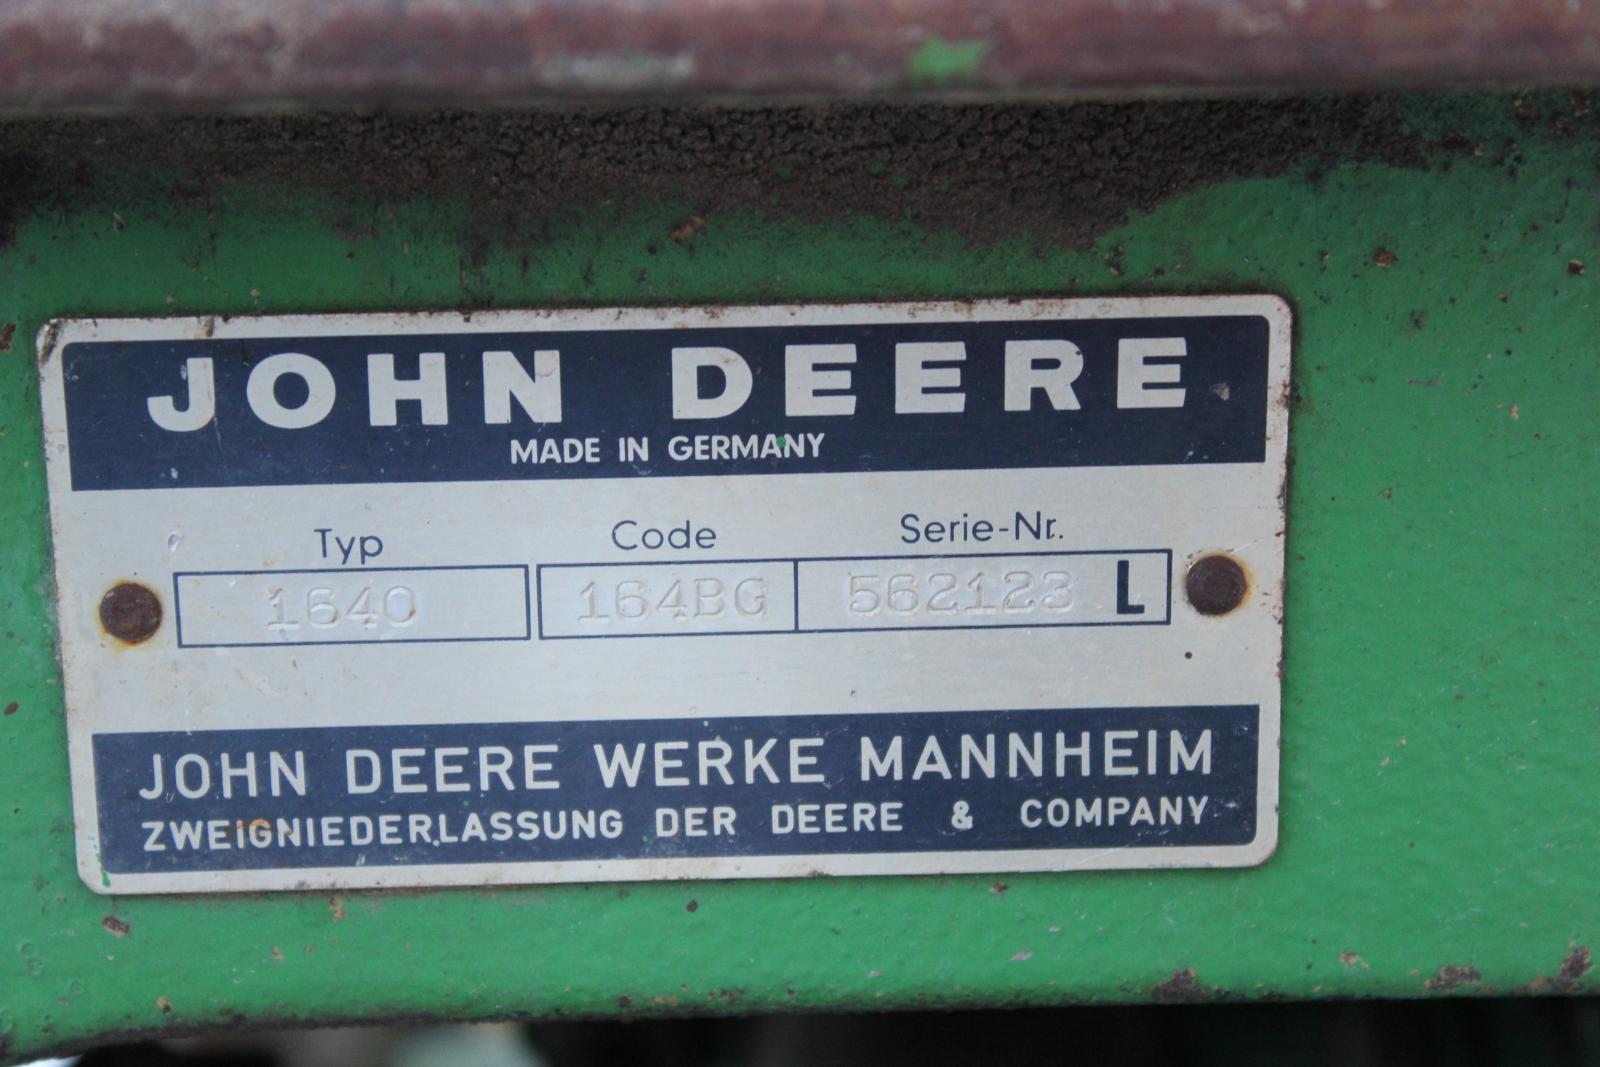 JOHN DEERE
MADE IN GERMANY
Typ Code Serie-Nr.
1640 164BG 562123 L
JOHN DEERE WERKE MANNHEIM
ZWEIGNIEDERLASSUNG DER DEERE & COMPANY